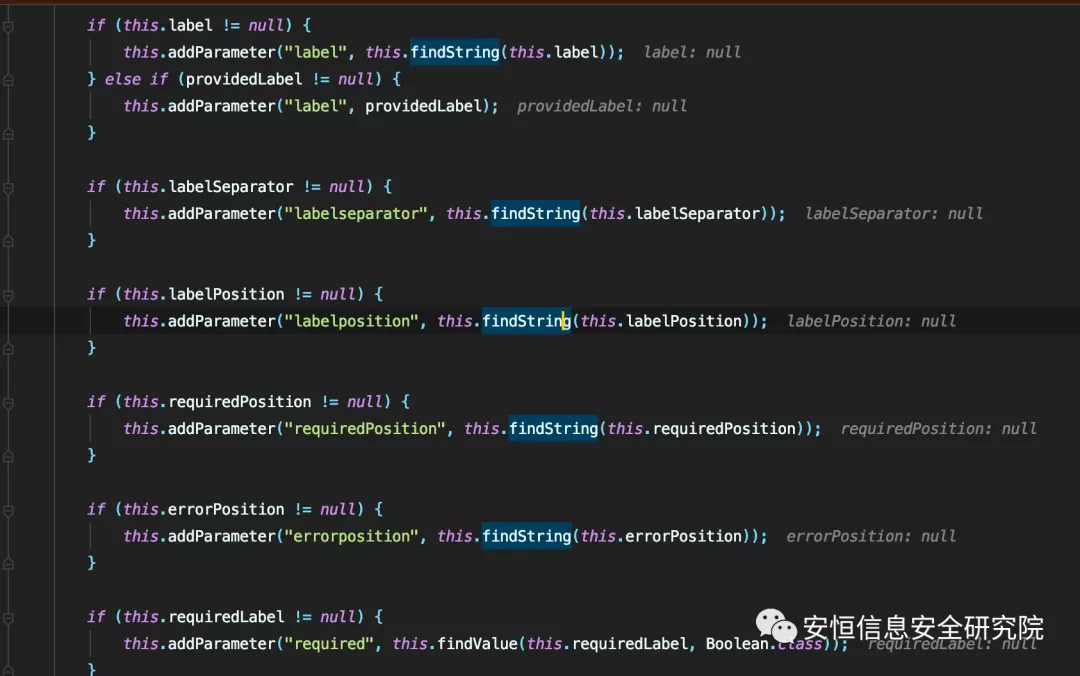 if (this.label != null) {
this.addParameter("label", this.findString(this.label)); label: null
} else if (providedLabel != null) {
this.addParameter("label", providedLabel); providedLabel: null
}
if (this.labelSeparator != null) {
this.addParameter("labelseparator", this.findString(this.labelSeparator)); labelSeparator: null
}
if (this.labelPosition != null) {
this.addParameter("labelposition", this.findString(this.labelPosition)); labelPosition: null
}
if (this.requiredPosition != null) {
this.addParameter("requiredPosition", this.findString(this.requiredPosition)); requiredPosition: null
}
if (this.errorPosition != null) {
this.addParameter("errorposition", this.findString(this.errorPosition)); errorPosition: null
}
if (this.requiredLabel != null) {
安恒信息安全研究院
this.addParameter("required", this.findValue(this.requiredLabel, Boolean.class)); requiredLabel: null
}